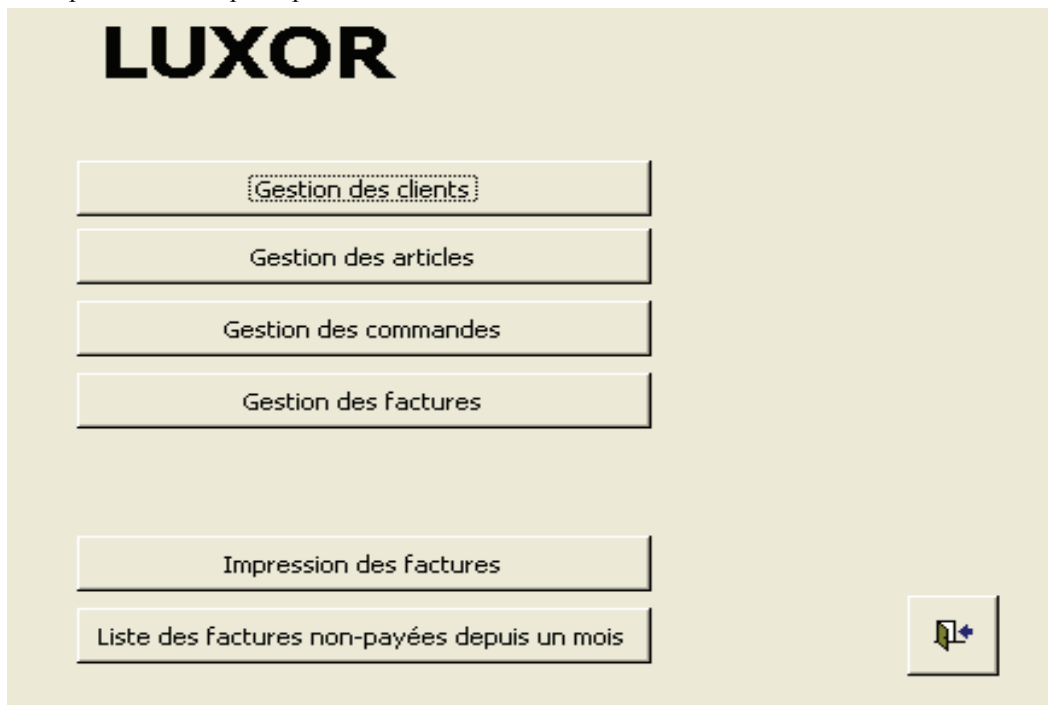 LUXOR
Gestion des clients
Gestion des articles
Gestion des commandes
Gestion des factures
Impression des factures
Liste des factures non-payées depuis un mois